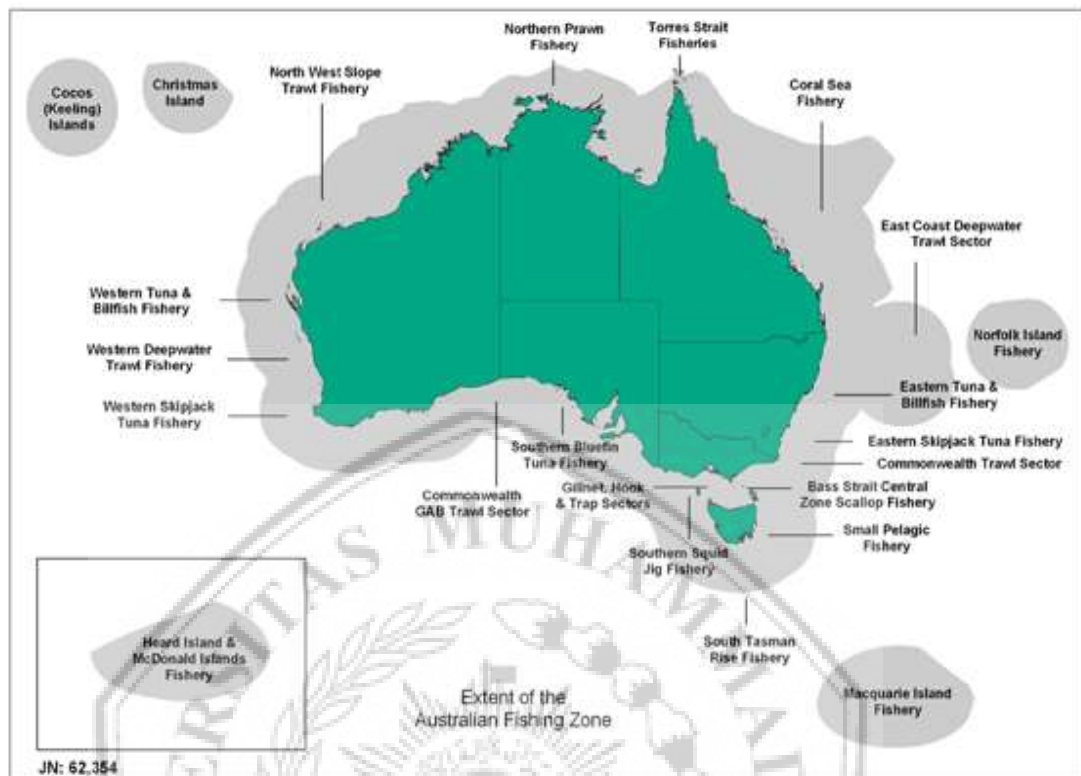 Northern Prawn
Fishery
Torres Strait
Fisheries
North West Slope
Trawl Fishery
Christmas
Island
Cocos
(Keeling)
Islands
Coral Sea
Fishery
East Coast Deepwater
Trawl Sector
Western Tuna &
Billfish Fishery
Norfolk Island
Fishery
Western Deepwater
Trawl Fishery
Eastern Tuna &
Billfish Fishery
Western Skipjack
Tuna Fishery
Southern Bluefin
Tuna Fishery
Eastern Skipjack Tuna Fishery
Commonwealth Trawl Sector
Commonwealth
GAB Trawl Sector
Gillnet, Hook
& Trap Sectors
Bass Strait Central
Zone Scallop Fishery
Small Pelagic
Fishery
Southern Squid
Jig Fishery
South Tasman
Rise Fishery
Heard Island &
McDonald Islands
Fishery
Macquarie Island
Fishery
Extent of the
Australian Fishing Zone
JN: 62,354
ERSITAS MUHAMMA